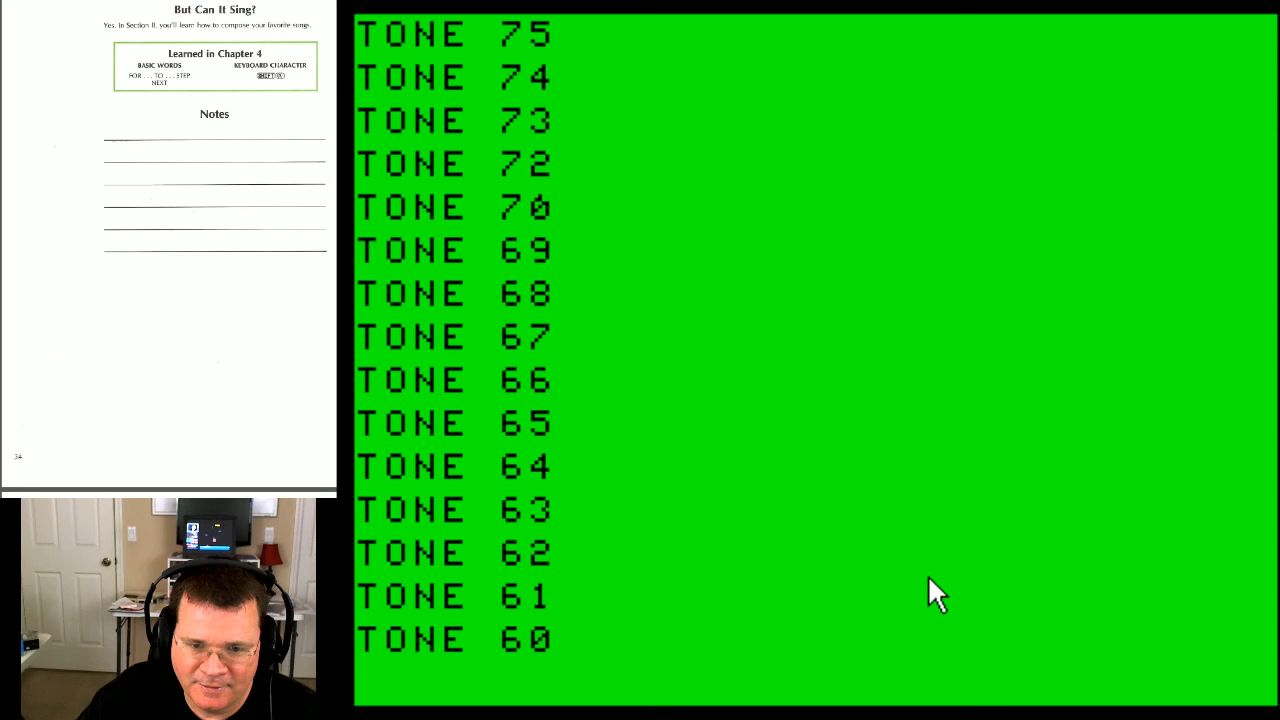 But Can It Sing?
Yes. In Section II, you'll learn how to compose your favorite songs.
Learned in Chapter 4
BASIC WORDS KEYBOARD CHARACTER
FOR . . . TO . . . STEP
NEXT
Notes
34
TONE 75
TONE 74
TONE 73
TONE 72
TONE 70
TONE 69
TONE 68
TONE 67
TONE 66
TONE 65
TONE 64
TONE 63
TONE 62
TONE 61
TONE 60